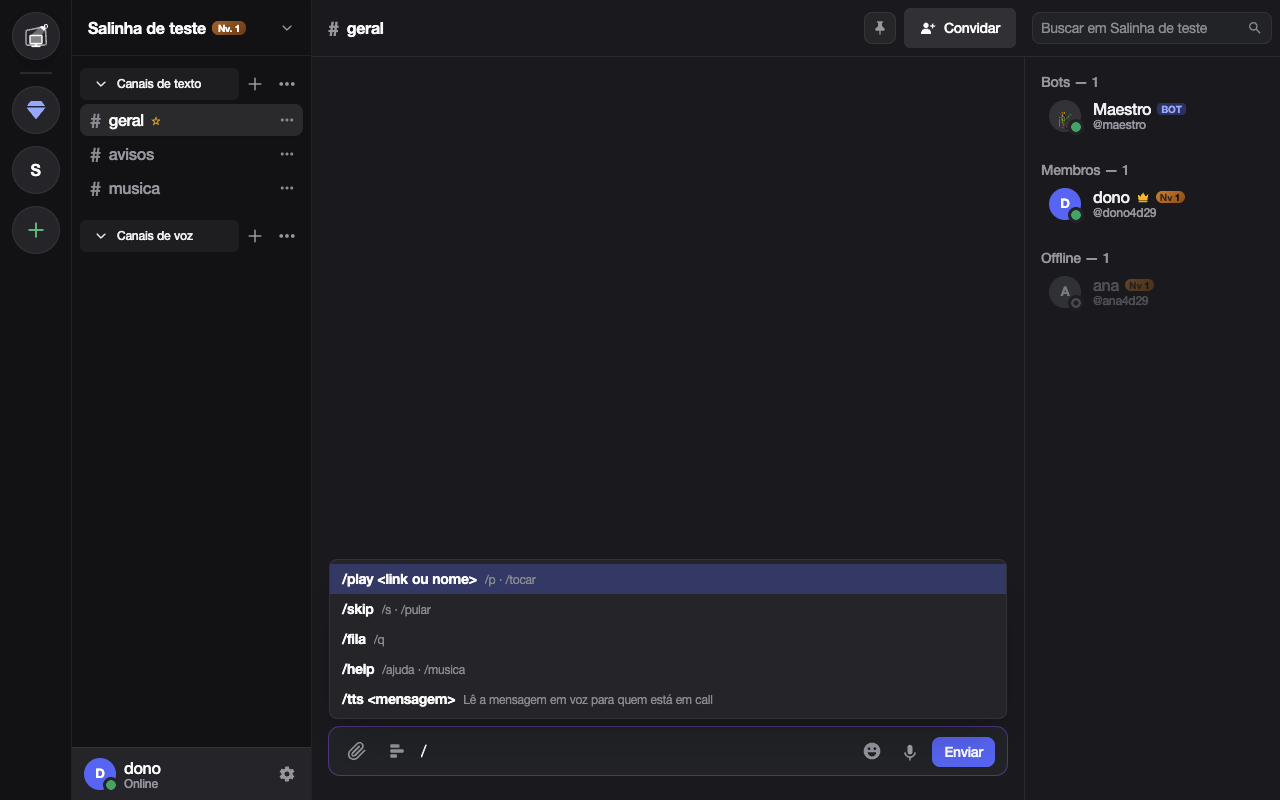 Salinha de teste Nv. 1
# geral
Convidar
Buscar em Salinha de teste
Canais de texto
# geral
# avisos
# musica
Canais de voz
S
Bots — 1
Maestro BOT
@maestro
Membros — 1
D
dono Nv 1
@dono4d29
Offline — 1
A
ana Nv 1
@ana4d29
/play <link ou nome> /p · /tocar
/skip /s · /pular
/fila /q
/help /ajuda · /musica
/tts <mensagem> Lê a mensagem em voz para quem está em call
/
Enviar
D
dono
Online